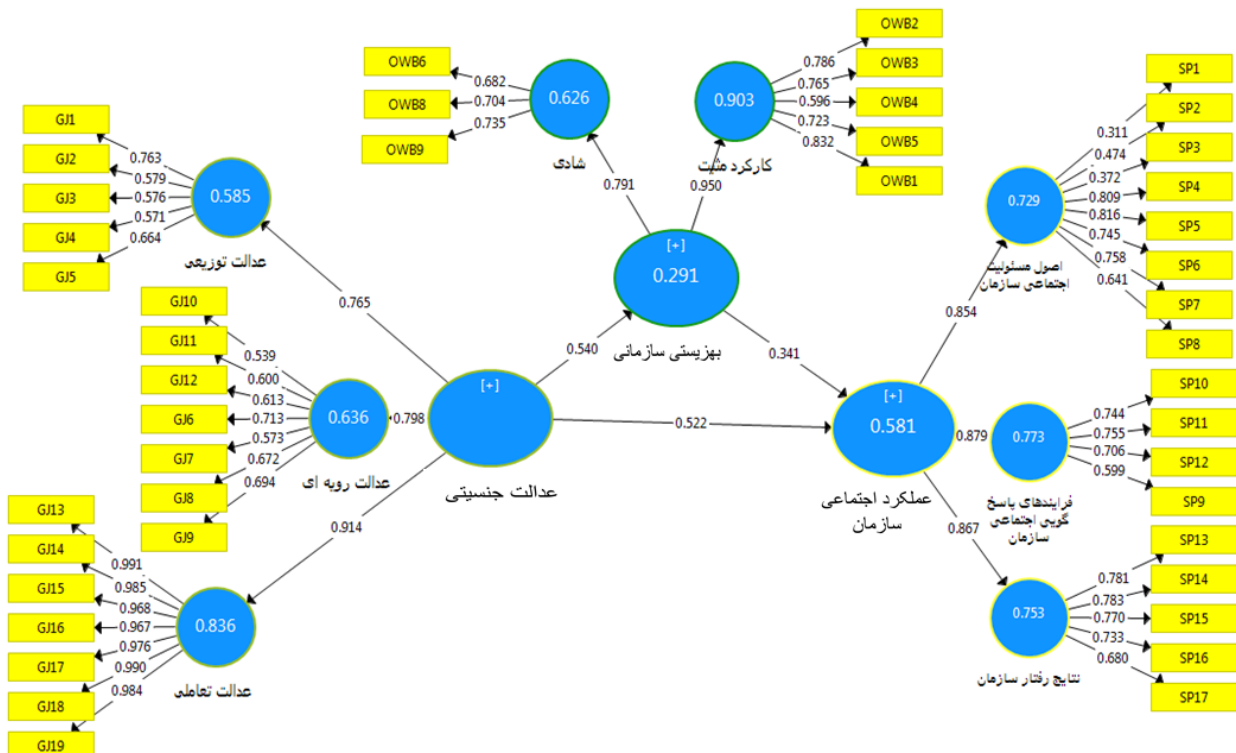 OWB6
OWB8
OWB9
0.682
0.704
0.735
0.626
شادی
0.791
OWB2
OWB3
OWB4
OWB5
OWB1
0.786
0.765
0.596
0.723
0.832
0.903
کارکرد مثبت
0.950
[+]
0.291
بهزیستی سازمانی
GJ1
GJ2
GJ3
GJ4
GJ5
0.763
0.579
0.576
0.571
0.664
0.585
عدالت توزیعی
0.765
GJ10
GJ11
GJ12
GJ6
GJ7
GJ8
GJ9
0.539
0.600
0.613
0.713
0.573
0.672
0.694
0.636
عدالت رویه ای
0.798
GJ13
GJ14
GJ15
GJ16
GJ17
GJ18
GJ19
0.991
0.985
0.968
0.967
0.976
0.990
0.984
0.836
عدالت تعاملی
0.914
[+]
عدالت جنسیتی
0.540
0.522
0.341
[+]
0.581
عملکرد اجتماعی
سازمان
0.854
0.879
0.867
0.729
اصول مسئولیت
اجتماعی سازمان
0.311
0.474
0.372
0.809
0.816
0.745
0.758
0.641
SP1
SP2
SP3
SP4
SP5
SP6
SP7
SP8
0.773
فرایندهای پاسخ
گویی اجتماعی
سازمان
0.744
0.755
0.706
0.599
SP10
SP11
SP12
SP9
0.753
نتایج رفتار سازمان
0.781
0.783
0.770
0.733
0.680
SP13
SP14
SP15
SP16
SP17